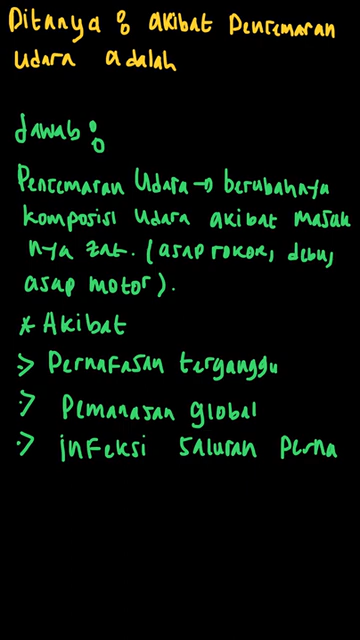 Ditanya : akibat Pencemaran
udara adalah
Jawab :
Pencemaran Udara → berubahnya
komposisi udara akibat masuk
nya zat. (asap rokok, debu,
asap motor).
* Akibat
:> Pernafasan terganggu
:> Pemanasan global
:> infeksi saluran Perna